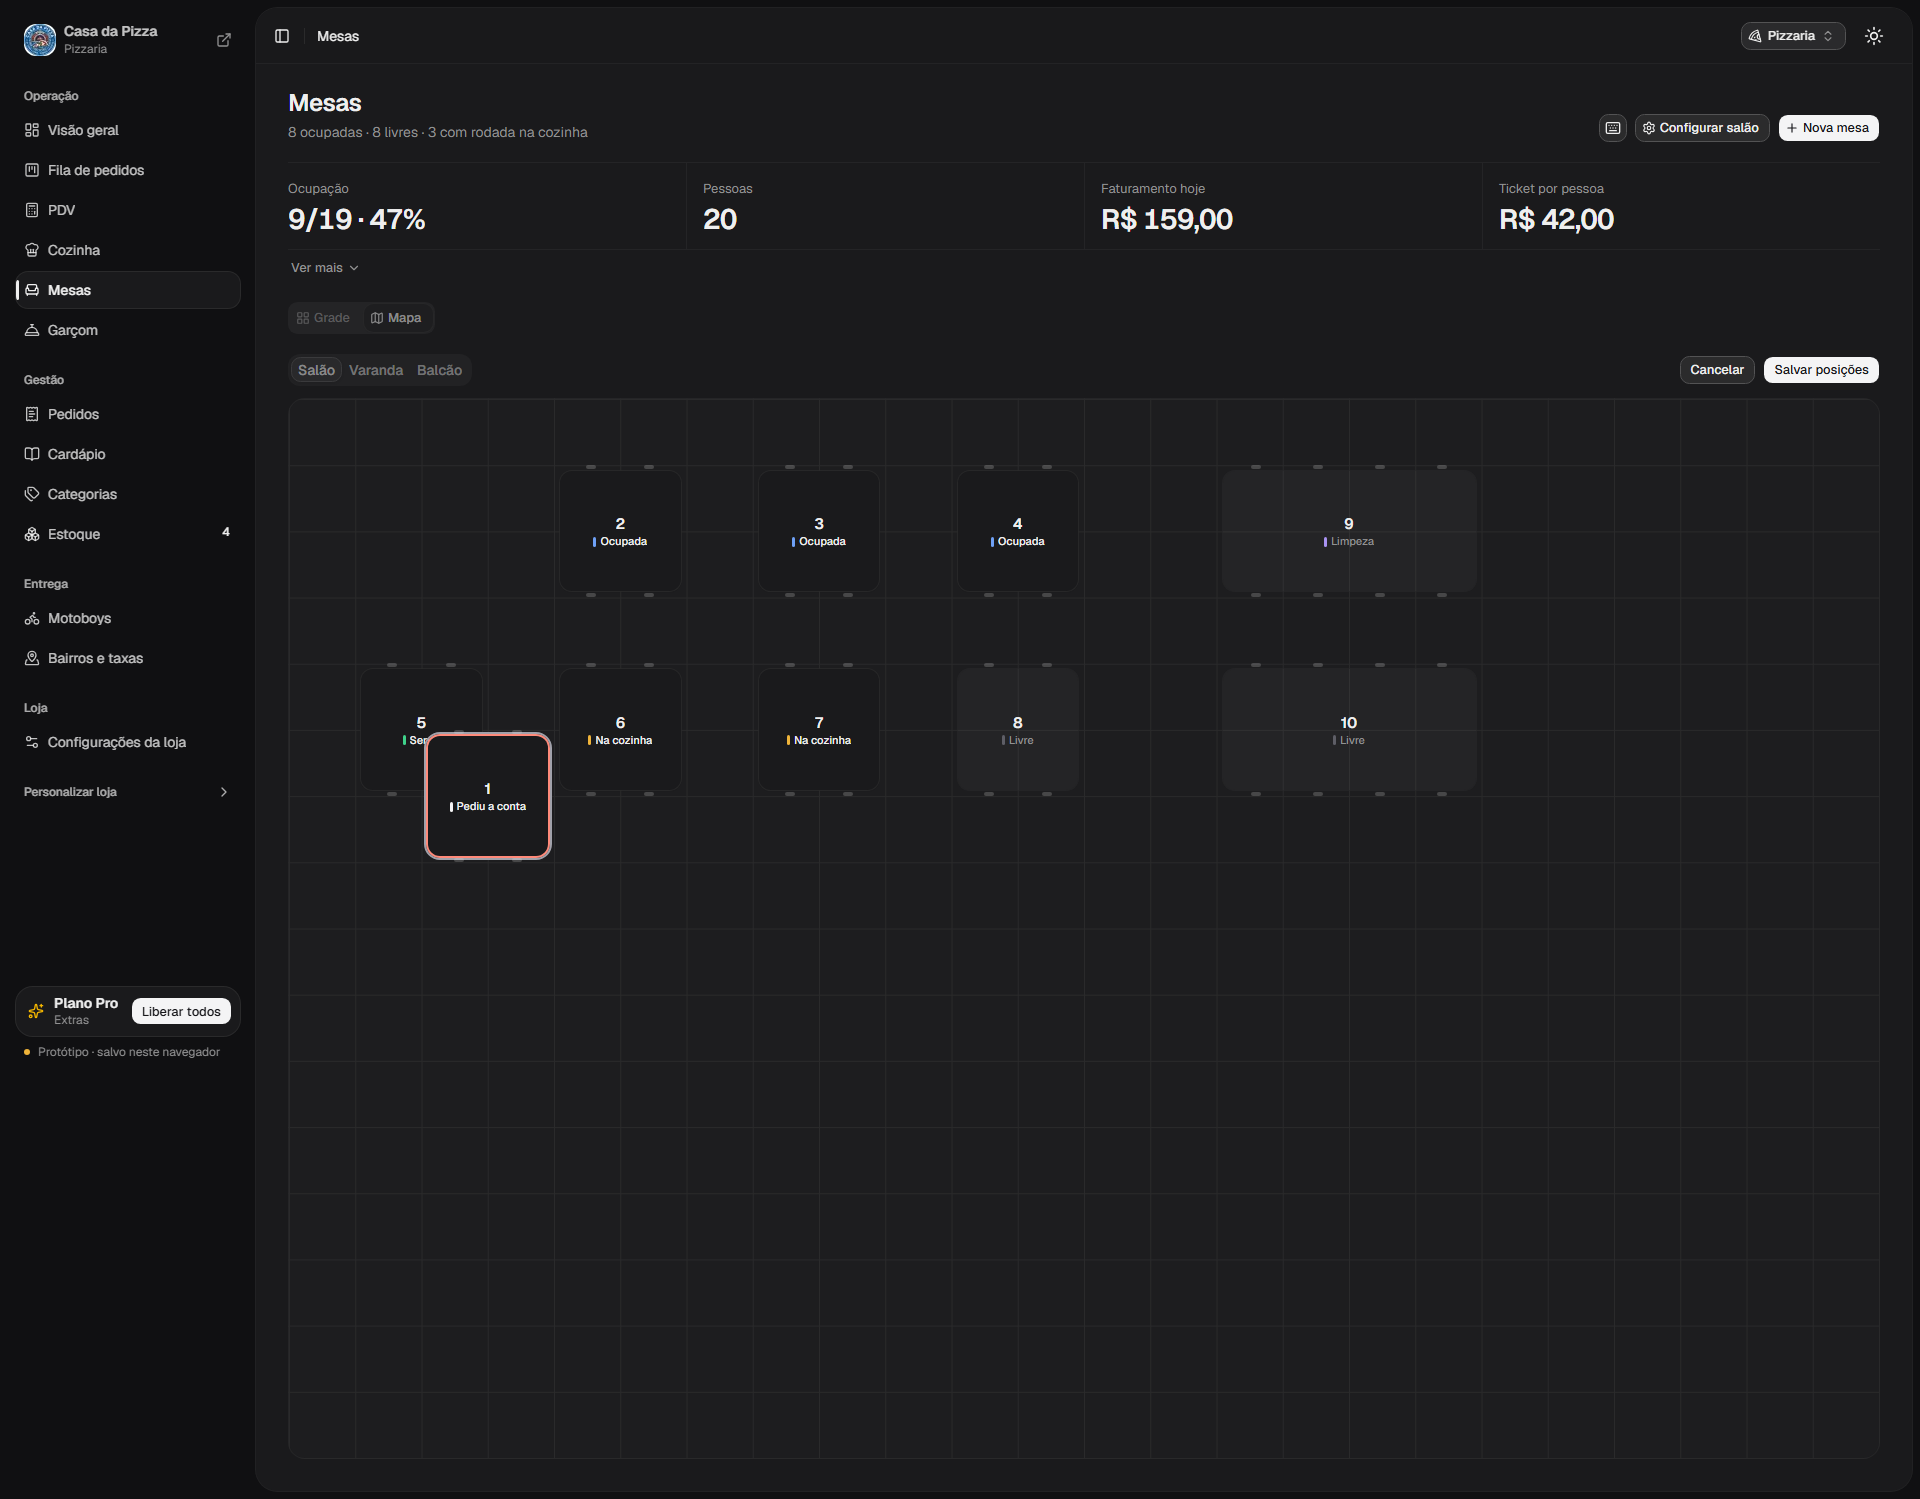 Casa da Pizza
Pizzaria
Operação
Visão geral
Fila de pedidos
PDV
Cozinha
Mesas
Garçom
Gestão
Pedidos
Cardápio
Categorias
Estoque 4
Entrega
Motoboys
Bairros e taxas
Loja
Configurações da loja
Personalizar loja
Plano Pro
Extras
Liberar todos
Protótipo · salvo neste navegador
Mesas
Pizzaria
Mesas
8 ocupadas · 8 livres · 3 com rodada na cozinha
Configurar salão
Nova mesa
Ocupação
9/19 · 47%
Pessoas
20
Faturamento hoje
R$ 159,00
Ticket por pessoa
R$ 42,00
Ver mais
Grade Mapa
Salão Varanda Balcão
Cancelar Salvar posições
2
Ocupada
3
Ocupada
4
Ocupada
9
Limpeza
5
Ser
6
Na cozinha
7
Na cozinha
8
Livre
10
Livre
1
Pediu a conta